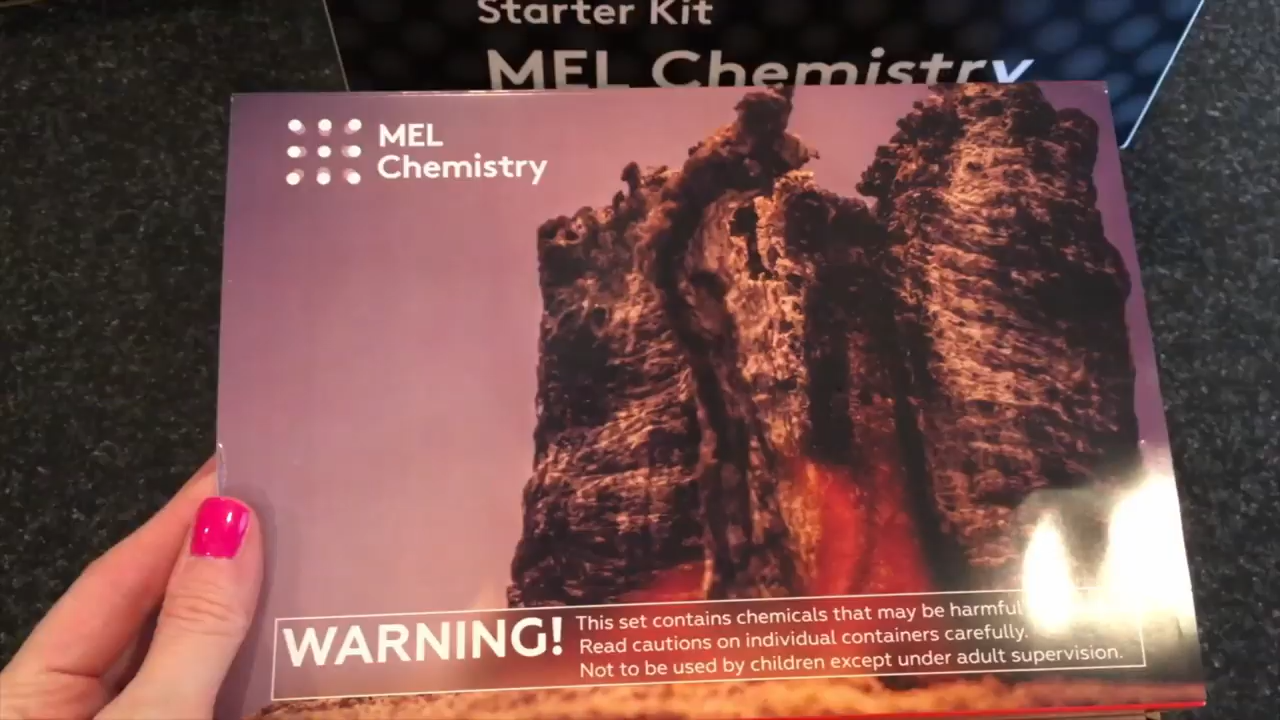 Starter Kit
MEL Chemistry
MEL
Chemistry
WARNING!
This set contains chemicals that may be harmful
Read cautions on individual containers carefully.
Not to be used by children except under adult supervision.